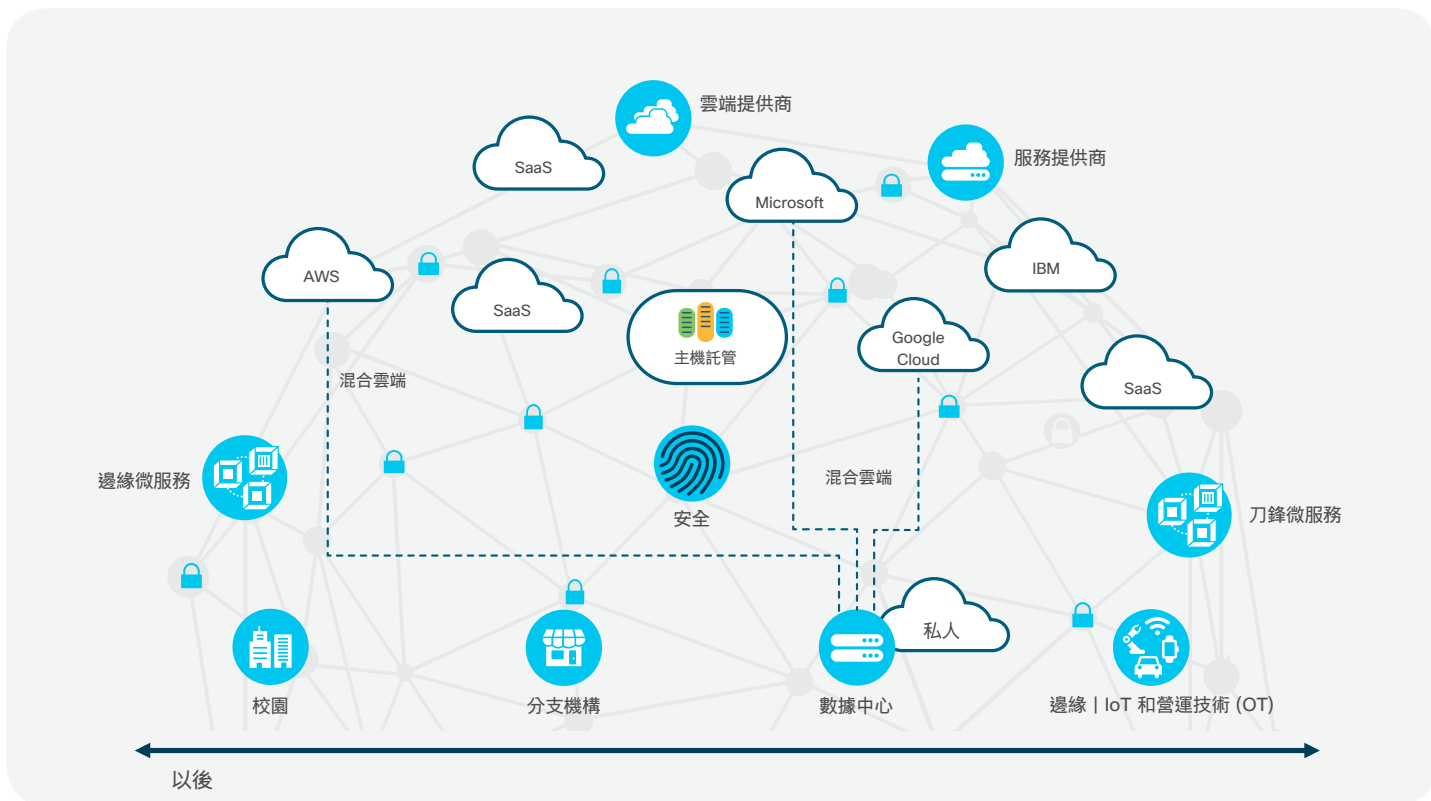 雲端提供商
服務提供商
SaaS
Microsoft
AWS
IBM
SaaS
主機託管
Google
Cloud
混合雲端
SaaS
邊緣微服務
混合雲端
安全
刀鋒微服務
私人
校園
分支機構
數據中心
邊緣 | IoT 和營運技術 (OT)
以後